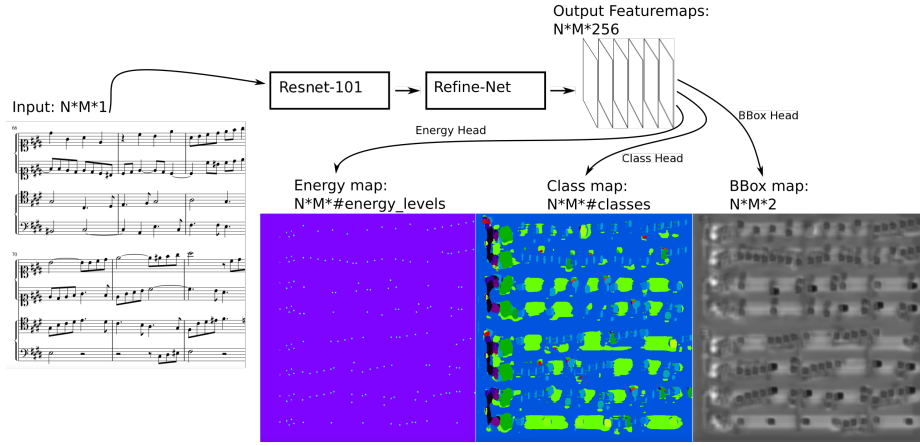 Output Featuremaps:
N*M*256
Resnet-101
Refine-Net
Input: N*M*1
BBox Head
Energy Head
Class Head
Energy map:
N*M*#energy_levels
Class map:
N*M*#classes
BBox map:
N*M*2